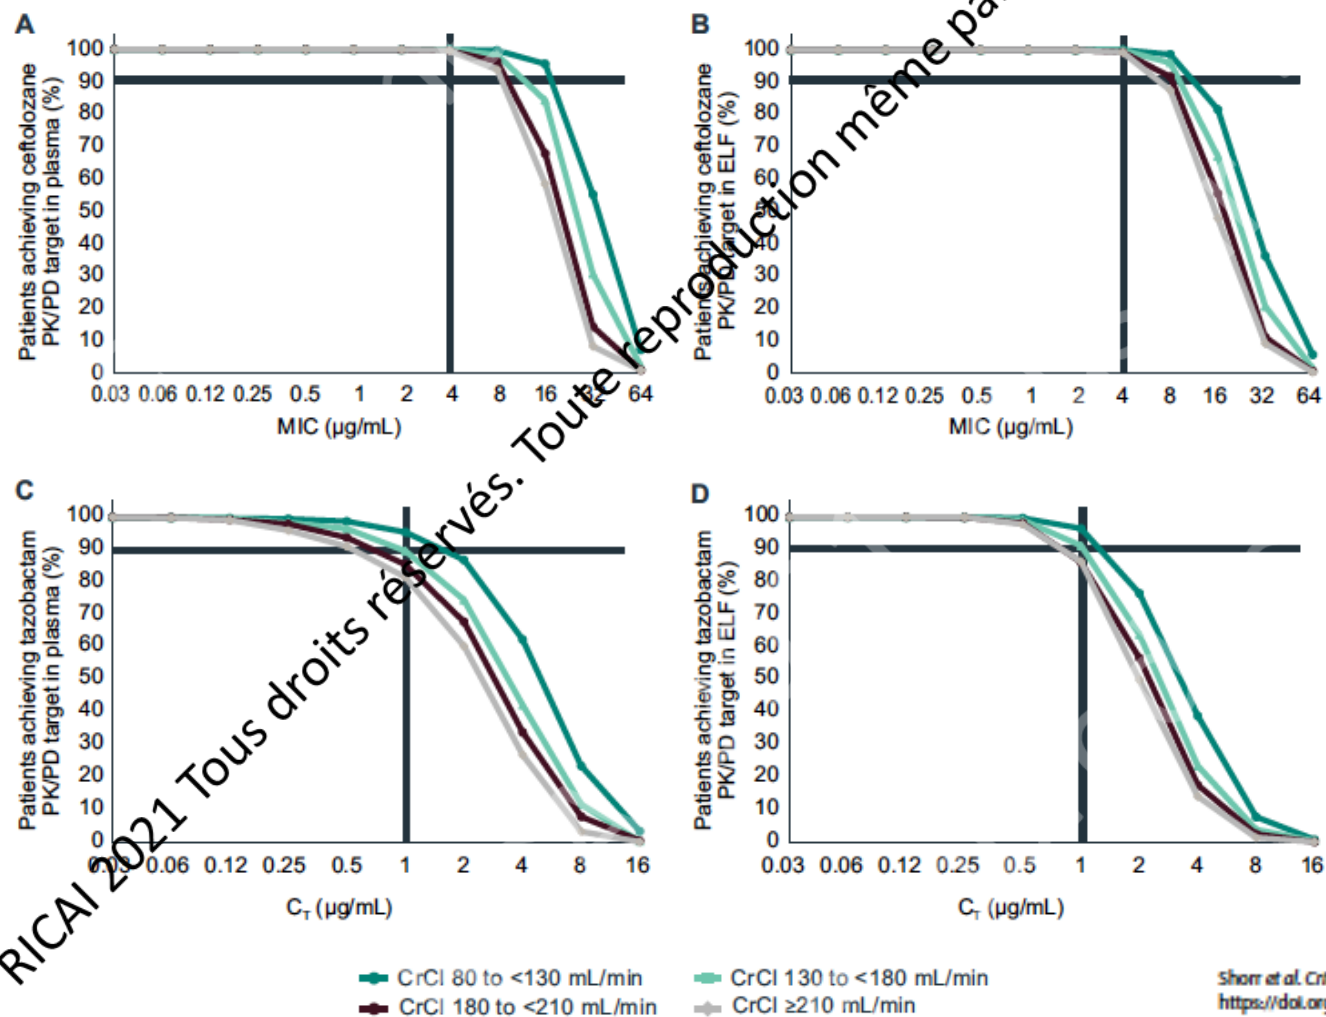 A
Patients achieving ceftolozane
PK/PD target in plasma (%)
100
90
80
70
60
50
40
30
20
10
0
0.03 0.06 0.12 0.25 0.5 1 2 4 8 16 32 64
MIC (µg/mL)
B
Patients achieving ceftolozane
PK/PD target in ELF (%)
100
90
80
70
60
50
40
30
20
10
0
0.03 0.06 0.12 0.25 0.5 1 2 4 8 16 32 64
MIC (µg/mL)
C
Patients achieving tazobactam
PK/PD target in plasma (%)
100
90
80
70
60
50
40
30
20
10
0
0.03 0.06 0.12 0.25 0.5 1 2 4 8 16
CT (µg/mL)
D
Patients achieving tazobactam
PK/PD target in ELF (%)
100
90
80
70
60
50
40
30
20
10
0
0.03 0.06 0.12 0.25 0.5 1 2 4 8 16
CT (µg/mL)
CrCl 80 to <130 mL/min
CrCl 130 to <180 mL/min
CrCl 180 to <210 mL/min
CrCl ≥210 mL/min
Shorr et al. Cri
https://doi.org
RICAI 2021 Tous droits réservés. Toute reproduction même par